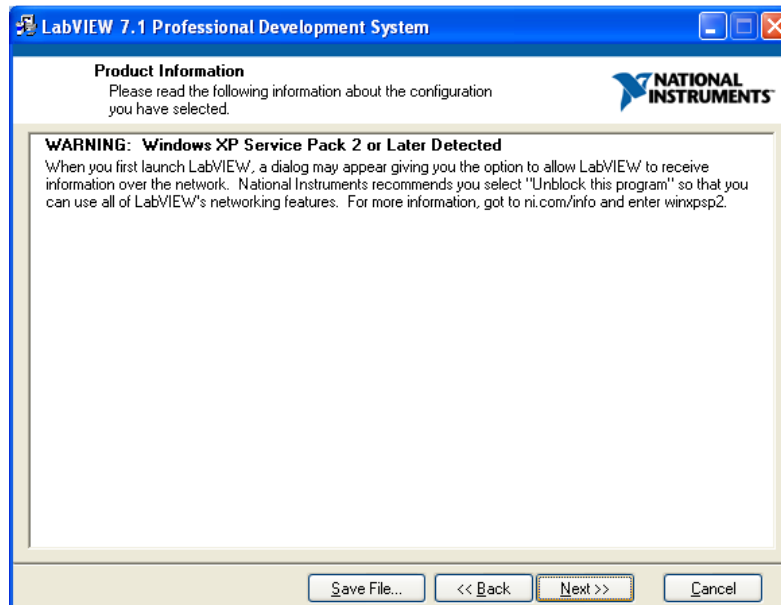 LabVIEW 7.1 Professional Development System
Product Information
Please read the following information about the configuration
you have selected.
NATIONAL
INSTRUMENTS™
WARNING: Windows XP Service Pack 2 or Later Detected
When you first launch LabVIEW, a dialog may appear giving you the option to allow LabVIEW to receive
information over the network. National Instruments recommends you select "Unblock this program" so that you
can use all of LabVIEW's networking features. For more information, got to ni.com/info and enter winxpsp2.
Save File...
<< Back
Next >>
Cancel